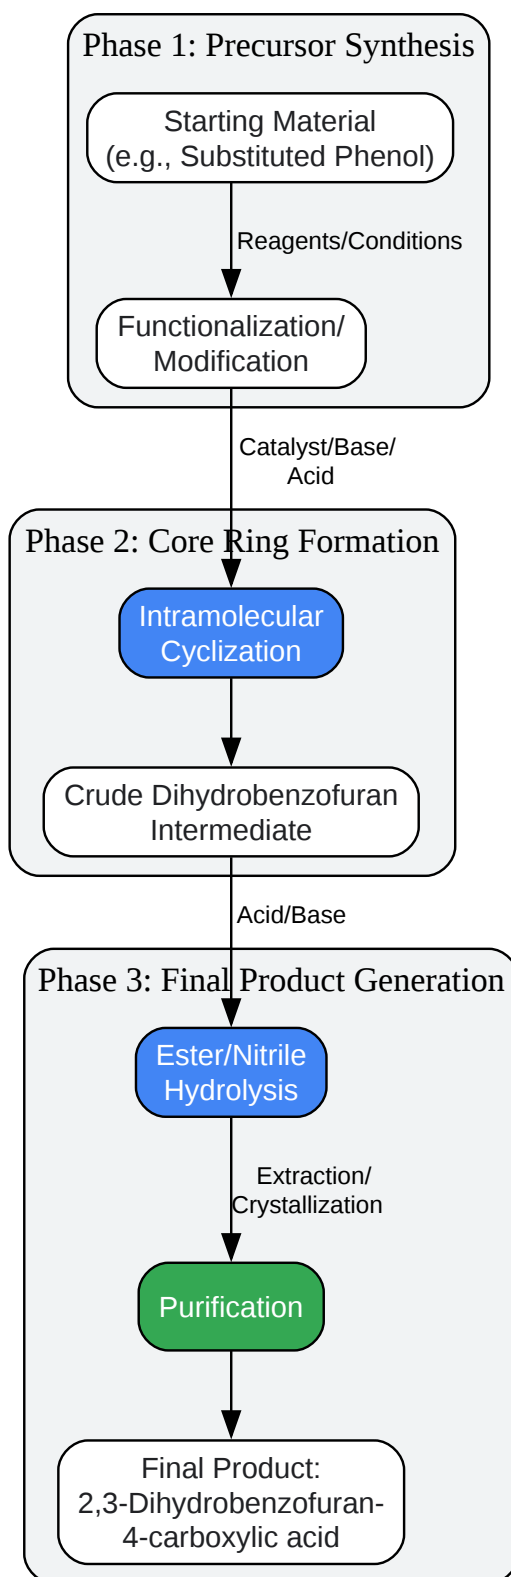 Phase 1: Precursor Synthesis
Starting Material
(e.g., Substituted Phenol)
Reagents/Conditions
Functionalization/
Modification
Catalyst/Base/
Acid
Phase 2: Core Ring Formation
Intramolecular
Cyclization
Crude Dihydrobenzofuran
Intermediate
Acid/Base
Phase 3: Final Product Generation
Ester/Nitrile
Hydrolysis
Extraction/
Crystallization
Purification
Final Product:
2,3-Dihydrobenzofuran-
4-carboxylic acid